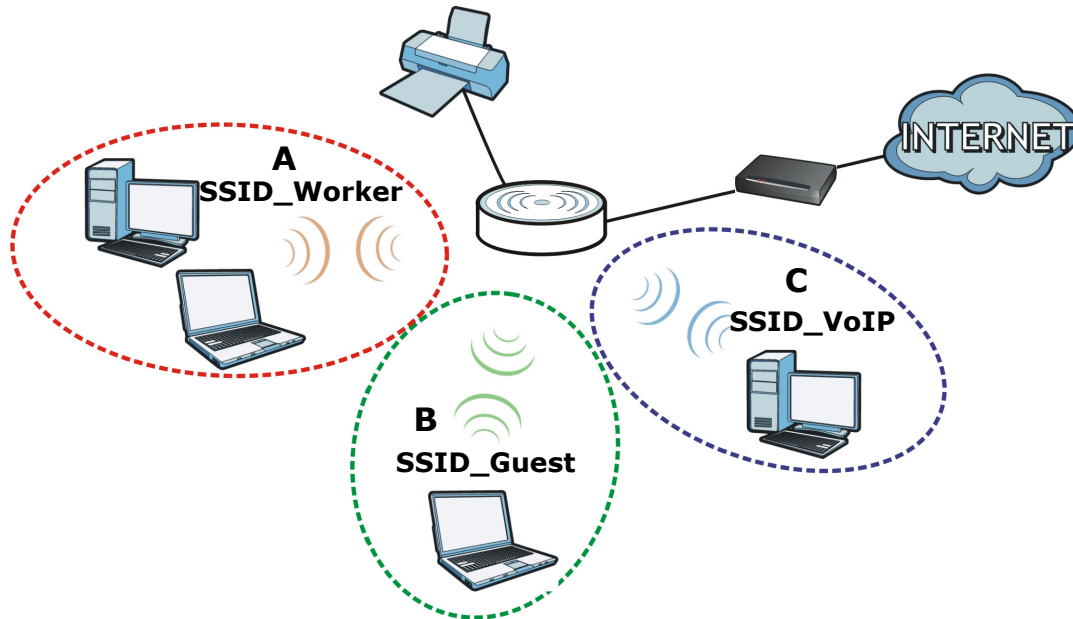 INTERNET
A
SSID_Worker
C
SSID_VoIP
B
SSID_Guest